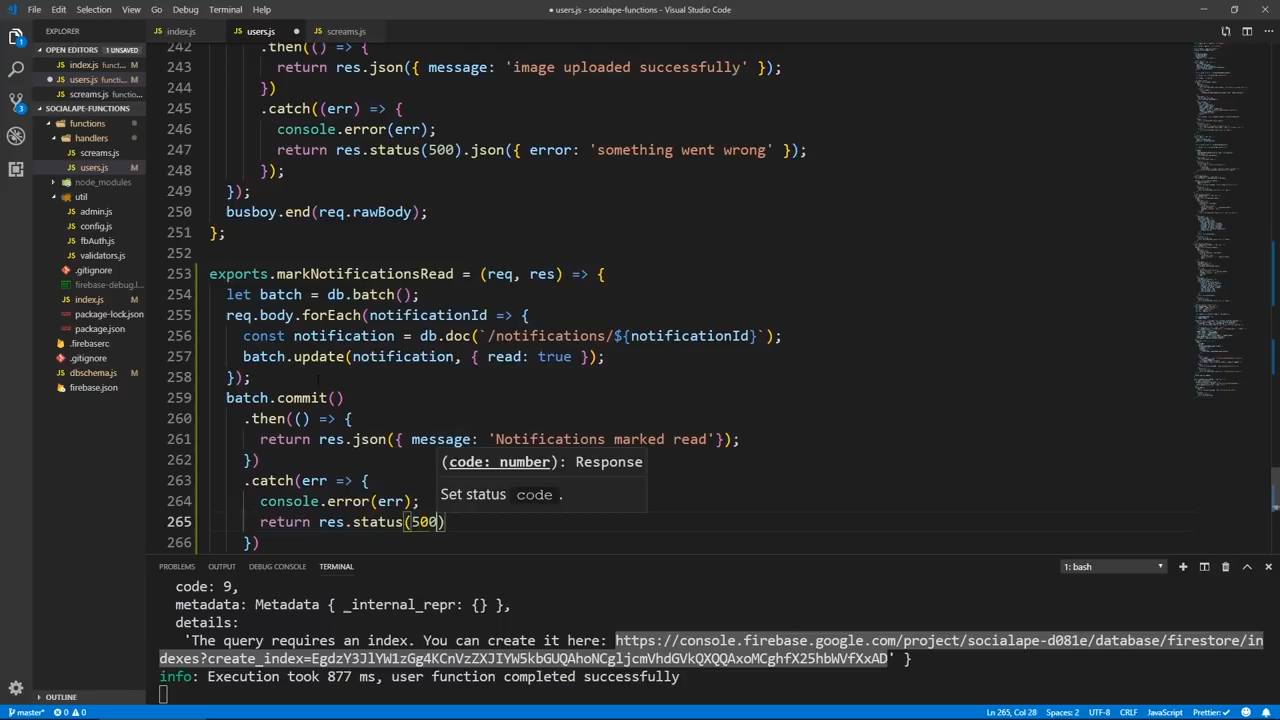 File Edit Selection View Go Debug Terminal Help
● users.js - socialape-functions - Visual Studio Code
EXPLORER
index.js
users.js ●
screams.js
OPEN EDITORS 1 UNSAVED
index.js functi... M
● users.js functi... M
screams.js functio... M
SOCIALAPE-FUNCTIONS
functions
handlers
screams.js
users.js M
node_modules
util
admin.js
config.js
fbAuth.js
validators.js
.gitignore
firebase-debug.l...
index.js M
package-lock.json
package.json
.firebaserc
.gitignore
dbschema.js M
firebase.json
OUTLINE
242 .then(() => {
243 return res.json({ message: 'image uploaded successfully' });
244 })
245 .catch((err) => {
246 console.error(err);
247 return res.status(500).json({ error: 'something went wrong' });
248 });
249 });
250 busboy.end(req.rawBody);
251 };
252
253 exports.markNotificationsRead = (req, res) => {
254 let batch = db.batch();
255 req.body.forEach(notificationId => {
256 const notification = db.doc(`/notifications/${notificationId}`);
257 batch.update(notification, { read: true });
258 });
259 batch.commit()
260 .then(() => {
261 return res.json({ message: 'Notifications marked read'});
262 })
263 .catch(err => {
264 console.error(err);
265 return res.status(500)
266 })
(code: number): Response
Set status code .
PROBLEMS OUTPUT DEBUG CONSOLE TERMINAL
1: bash
code: 9,
metadata: Metadata { _internal_repr: {} },
details:
'The query requires an index. You can create it here: https://console.firebase.google.com/project/socialape-d081e/database/firestore/in
dexes?create_index=EgdzY3JlYW1zGg4KCnVzZXJIYW5kbGUQAhoNCgljcmVhdGVkQXQQAxoMCghfX25hbWVfXxAD' }
info: Execution took 877 ms, user function completed successfully
master* 0 0
Ln 265, Col 28 Spaces: 2 UTF-8 CRLF JavaScript Prettier: ✓